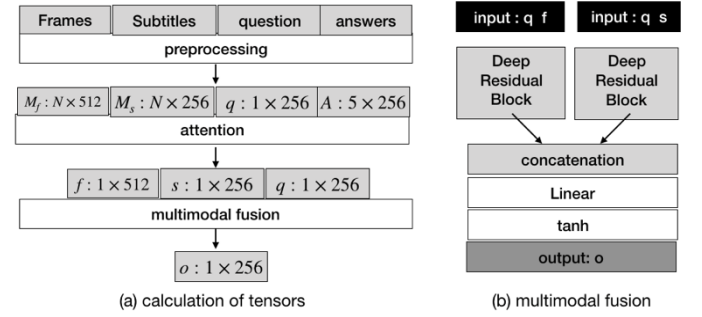 Frames Subtitles question answers
preprocessing
M_f : N × 512 M_s : N × 256 q : 1 × 256 A : 5 × 256
attention
f : 1 × 512 s : 1 × 256 q : 1 × 256
multimodal fusion
o : 1 × 256
(a) calculation of tensors
input : q f input : q s
Deep Residual Block
Deep Residual Block
concatenation
Linear
tanh
output: o
(b) multimodal fusion